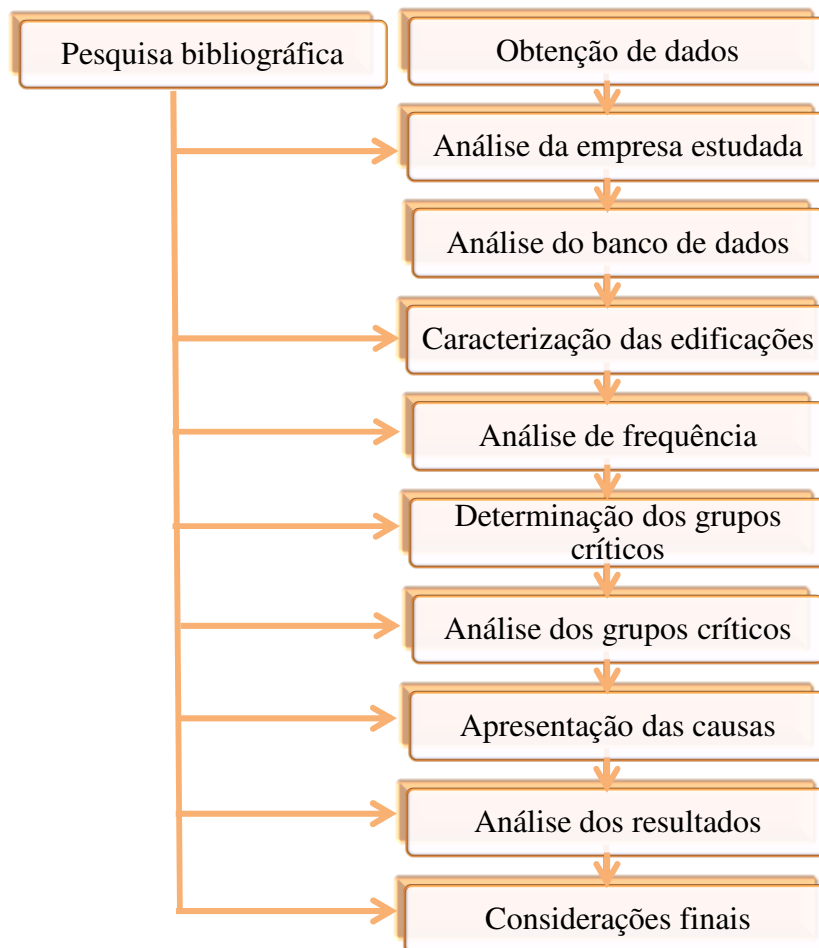 Pesquisa bibliográfica
Obtenção de dados
Análise da empresa estudada
Análise do banco de dados
Caracterização das edificações
Análise de frequência
Determinação dos grupos
críticos
Análise dos grupos críticos
Apresentação das causas
Análise dos resultados
Considerações finais